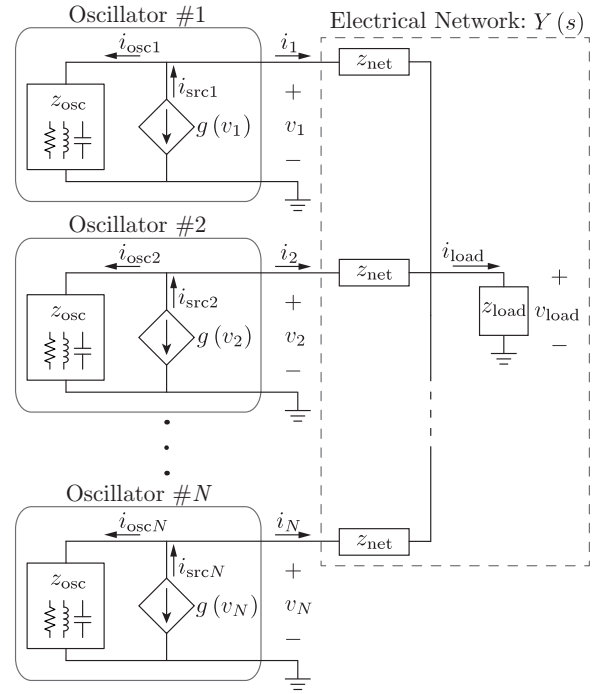 Oscillator #1
Electrical Network: Y (s)
i_osc1
i_1
z_net
z_osc
i_src1
+
g (v_1)
v_1
−
Oscillator #2
i_osc2
i_2
z_net
i_load
z_osc
i_src2
+
g (v_2)
v_2
−
z_load
+
v_load
−
Oscillator #N
i_oscN
i_N
z_net
z_osc
i_srcN
+
g (v_N)
v_N
−